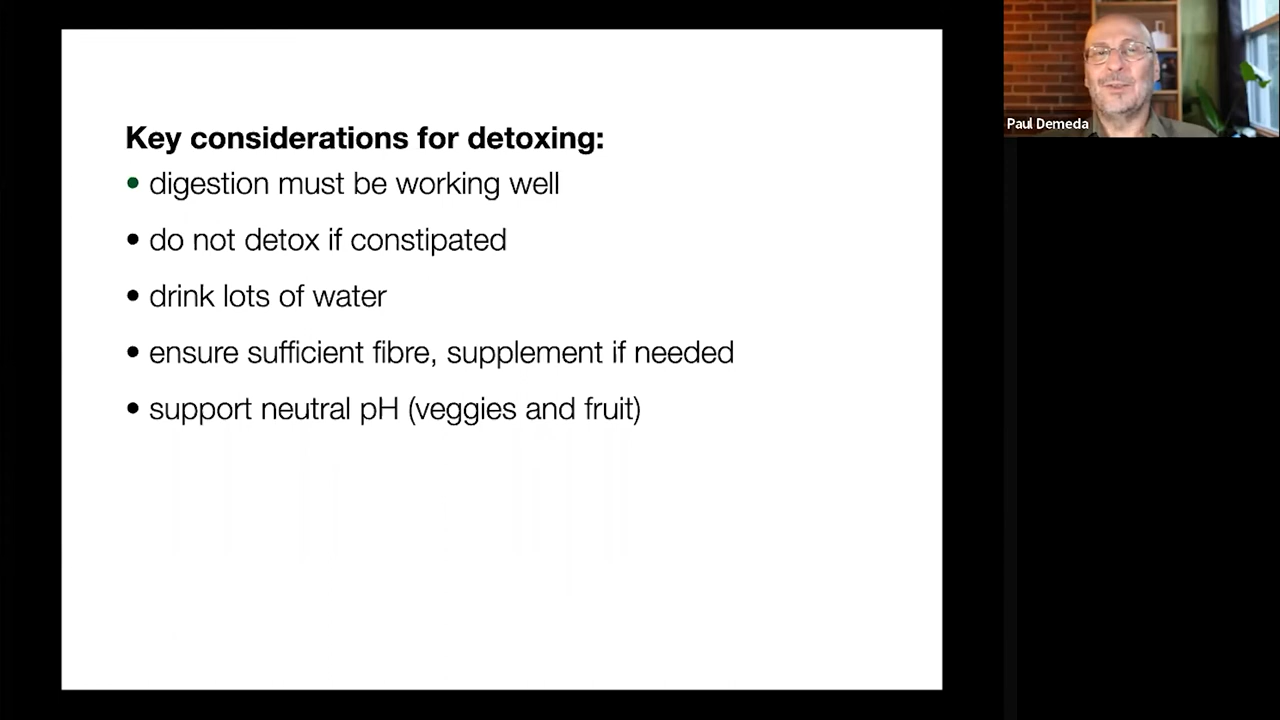 Key considerations for detoxing:
• digestion must be working well
• do not detox if constipated
• drink lots of water
• ensure sufficient fibre, supplement if needed
• support neutral pH (veggies and fruit)
Paul Demeda